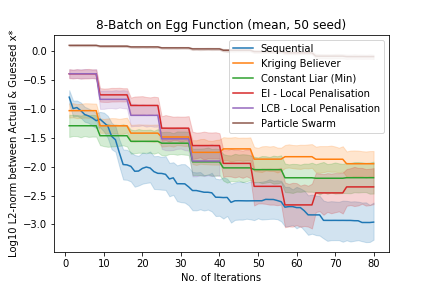 8-Batch on Egg Function (mean, 50 seed)
Log10 L2-norm between Actual & Guessed x*
0.0
−0.5
−1.0
−1.5
−2.0
−2.5
−3.0
Sequential
Kriging Believer
Constant Liar (Min)
EI - Local Penalisation
LCB - Local Penalisation
Particle Swarm
0 10 20 30 40 50 60 70 80
No. of Iterations